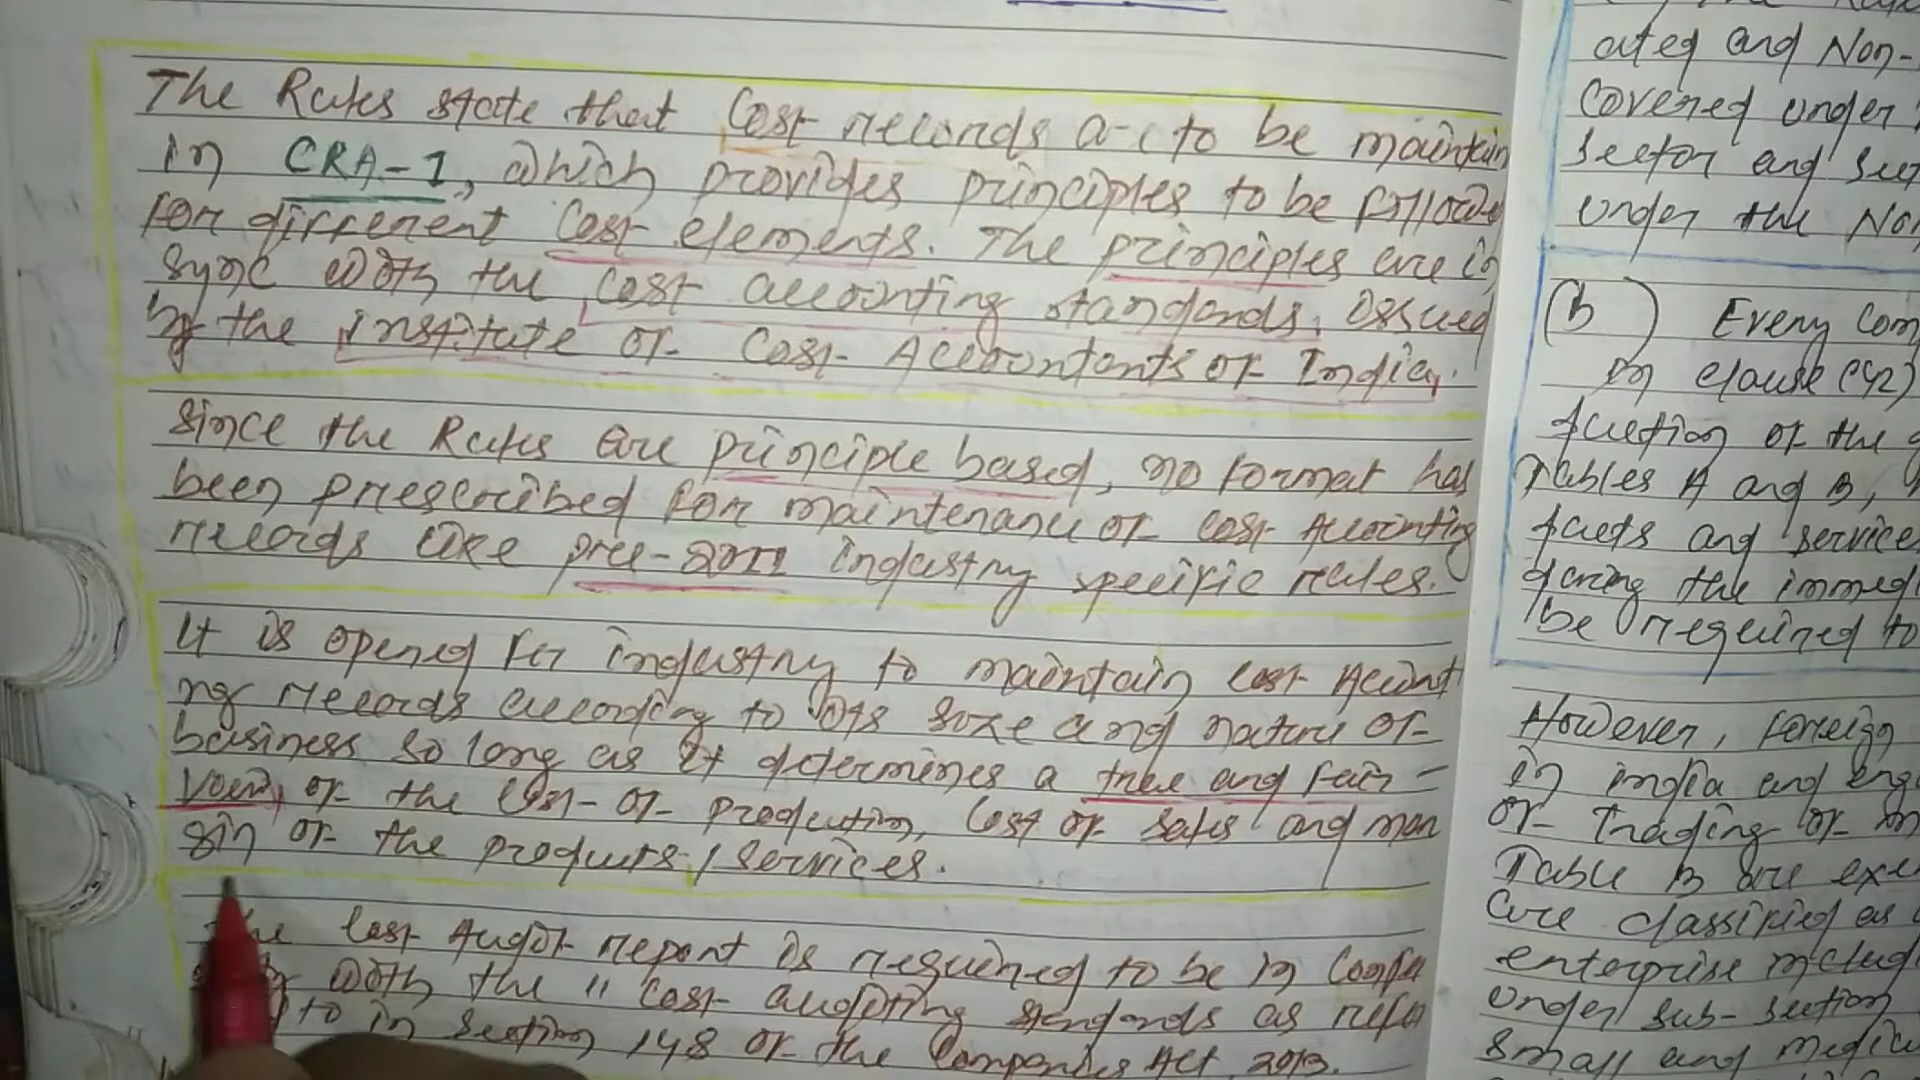 The Rules state that Cost records are to be maintain
in CRA-1, which provides principles to be followed
for different cost elements. The principles are in
sync with the cost accounting standards, issued
by the institute of Cost Accountants of India.
Since the Rules are principle based, no format has
been prescribed for maintenance of cost Accounting
records like pre-2011 industry specific rules.
It is opened for industry to maintain cost Account
ng records according to its size and nature of
business so long as it determines a true and fair
view of the cost of production, cost of sales and mar
gin of the products/services.
The cost Audit report is required to be in Confor
with the "cost auditing standards as refer
to in section 148 of the Companies Act 2013.
ated and Non-
covered under
sector and
under the Non
(b) Every Com
in clause (42)
duction of the
Tables A and B,
ducts and services
during the immed
be required to
However, foreign
in india and eng
of trading or
Table B are exe
are classified as
enterprise includ
under sub-section
small and mediu